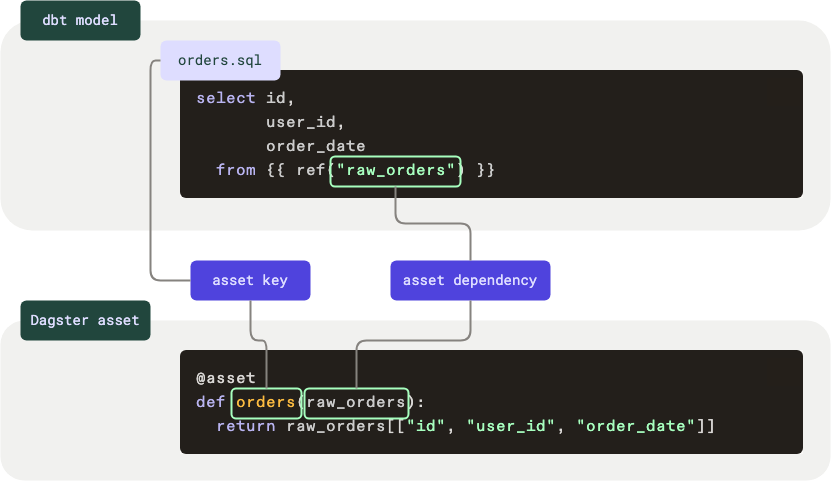 dbt model
orders.sql
select id,
user_id,
order_date
from {{ ref("raw_orders") }}
asset key
asset dependency
Dagster asset
@asset
def orders(raw_orders):
return raw_orders[["id", "user_id", "order_date"]]